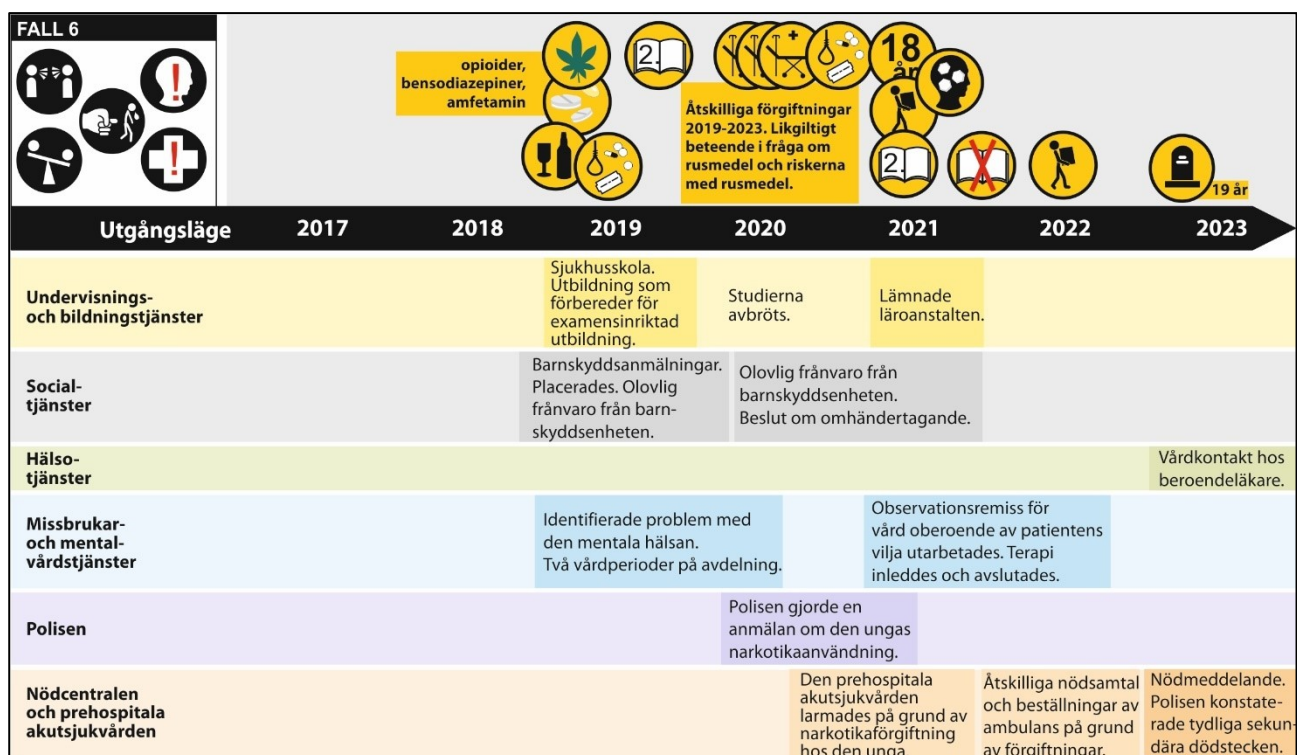 FALL 6
opioider,
bensodiazepiner,
amfetamin
2.
Åtskilliga förgiftningar
2019-2023. Likgiltigt
beteende i fråga om
rusmedel och riskerna
med rusmedel.
18
år
2.
19 år
Utgångsläge 2017 2018 2019 2020 2021 2022 2023
Undervisnings-
och bildningstjänster
Sjukhusskola.
Utbildning som
förbereder för
examensinriktad
utbildning.
Studierna
avbröts.
Lämnade
läroanstalten.
Social-
tjänster
Barnskyddsanmälningar.
Placerades. Olovlig
frånvaro från barn-
skyddsenheten.
Olovlig frånvaro från
barnskyddsenheten.
Beslut om omhändertagande.
Hälso-
tjänster
Vårdkontakt hos
beroendeläkare.
Missbrukar-
och mental-
vårdstjänster
Identifierade problem med
den mentala hälsan.
Två vårdperioder på avdelning.
Observationsremiss för
vård oberoende av patientens
vilja utarbetades. Terapi
inleddes och avslutades.
Polisen
Polisen gjorde en
anmälan om den ungas
narkotikaanvändning.
Nödcentralen
och prehospitala
akutsjukvården
Den prehospitala
akutsjukvården
larmades på grund av
narkotikaförgiftning
hos den unga.
Åtskilliga nödsamtal
och beställningar av
ambulans på grund
av förgiftningar.
Nödmeddelande.
Polisen konstate-
rade tydliga sekun-
dära dödstecken.